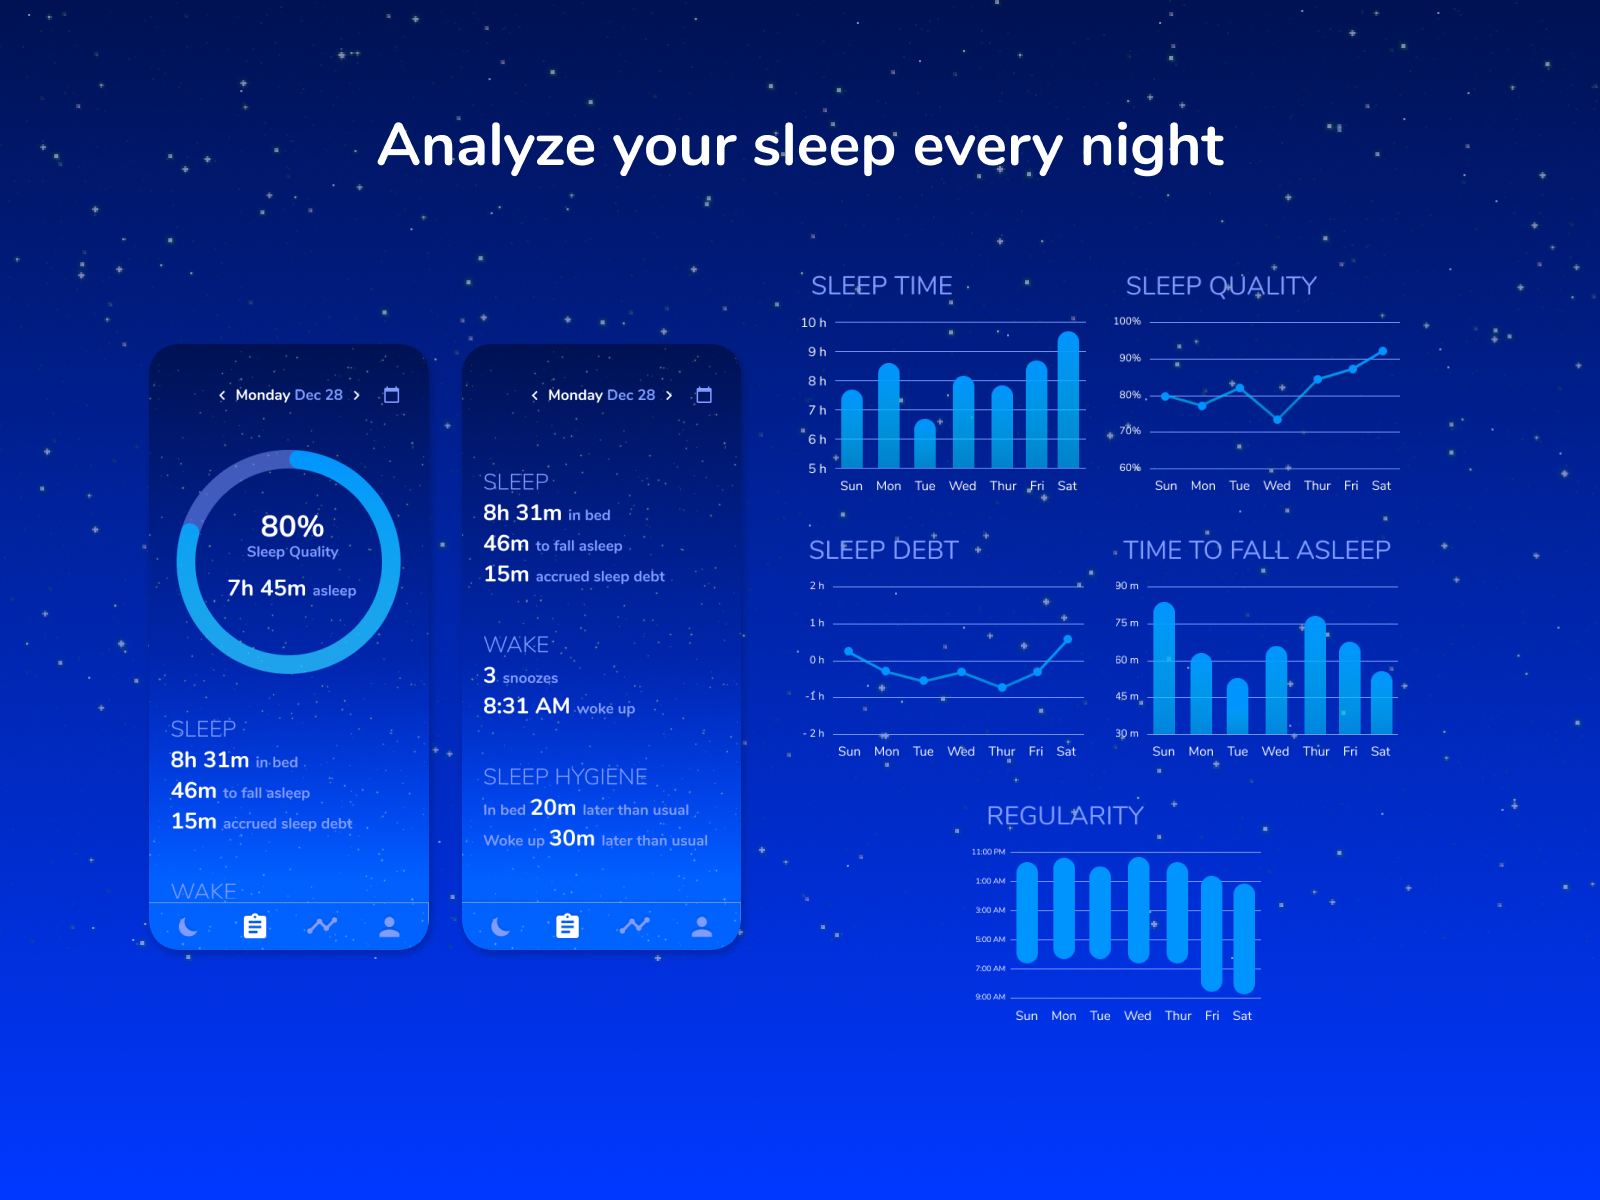 Analyze your sleep every night
Monday Dec 28
80%
Sleep Quality
7h 45m asleep
SLEEP
8h 31m in bed
46m to fall asleep
15m accrued sleep debt
WAKE
Monday Dec 28
SLEEP
8h 31m in bed
46m to fall asleep
15m accrued sleep debt
WAKE
3 snoozes
8:31 AM woke up
SLEEP HYGIENE
In bed 20m later than usual
Woke up 30m later than usual
SLEEP TIME
10 h
9 h
8 h
7 h
6 h
5 h
Sun Mon Tue Wed Thur Fri Sat
SLEEP QUALITY
100%
90%
80%
70%
60%
Sun Mon Tue Wed Thur Fri Sat
SLEEP DEBT
2 h
1 h
0 h
-1 h
- 2 h
Sun Mon Tue Wed Thur Fri Sat
TIME TO FALL ASLEEP
90 m
75 m
60 m
45 m
30 m
Sun Mon Tue Wed Thur Fri Sat
REGULARITY
11:00 PM
1:00 AM
3:00 AM
5:00 AM
7:00 AM
9:00 AM
Sun Mon Tue Wed Thur Fri Sat